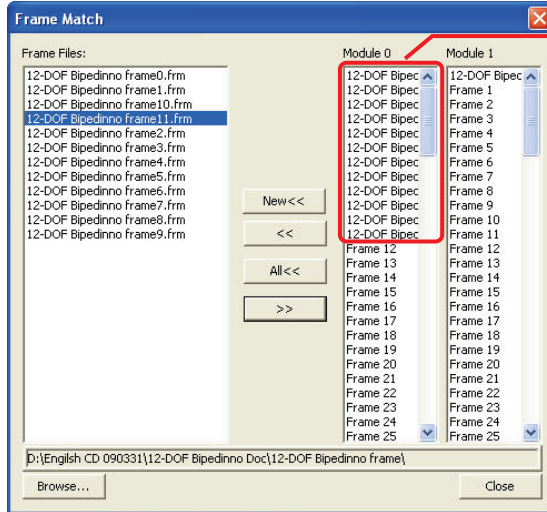 Frame Match
Frame Files:
12-DOF Bipedinno frame0.frm
12-DOF Bipedinno frame1.frm
12-DOF Bipedinno frame10.frm
12-DOF Bipedinno frame11.frm
12-DOF Bipedinno frame2.frm
12-DOF Bipedinno frame3.frm
12-DOF Bipedinno frame4.frm
12-DOF Bipedinno frame5.frm
12-DOF Bipedinno frame6.frm
12-DOF Bipedinno frame7.frm
12-DOF Bipedinno frame8.frm
12-DOF Bipedinno frame9.frm
New<<
<<
All<<
>>
Module 0
12-DOF Bipec
12-DOF Bipec
12-DOF Bipec
12-DOF Bipec
12-DOF Bipec
12-DOF Bipec
12-DOF Bipec
12-DOF Bipec
12-DOF Bipec
12-DOF Bipec
12-DOF Bipec
12-DOF Bipec
Frame 12
Frame 13
Frame 14
Frame 15
Frame 16
Frame 17
Frame 18
Frame 19
Frame 20
Frame 21
Frame 22
Frame 23
Frame 24
Frame 25
Module 1
12-DOF Bipec
Frame 1
Frame 2
Frame 3
Frame 4
Frame 5
Frame 6
Frame 7
Frame 8
Frame 9
Frame 10
Frame 11
Frame 12
Frame 13
Frame 14
Frame 15
Frame 16
Frame 17
Frame 18
Frame 19
Frame 20
Frame 21
Frame 22
Frame 23
Frame 24
Frame 25
D:\Engilsh CD 090331\12-DOF Bipedinno Doc\12-DOF Bipedinno frame\
Browse...
Close